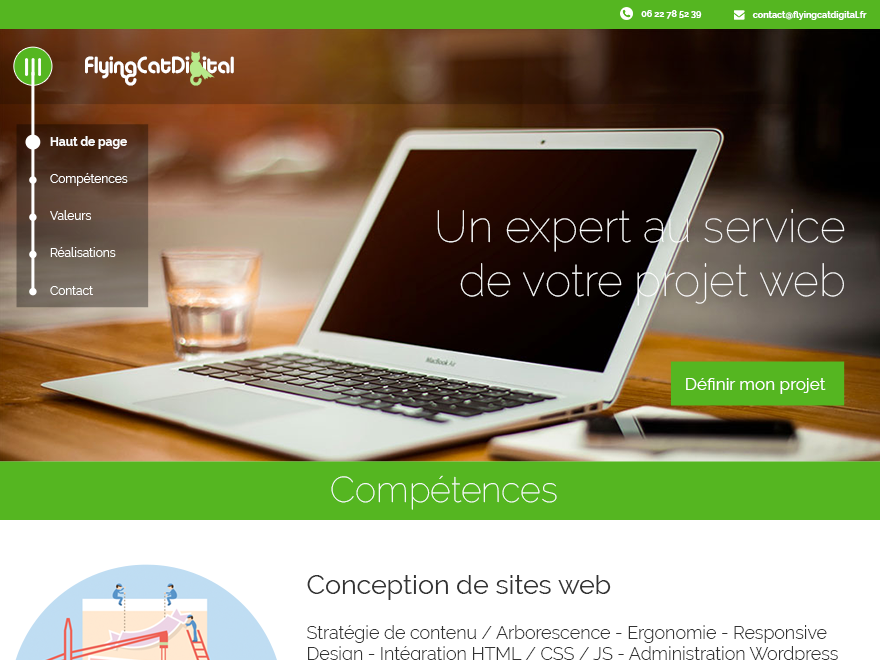 06 22 78 52 39
contact@flyingcatdigital.fr
FlyingCatDigital
Haut de page
Compétences
Valeurs
Réalisations
Contact
Un expert au service
de votre projet web
MacBook Air
Définir mon projet
Compétences
Conception de sites web
Stratégie de contenu / Arborescence - Ergonomie - Responsive
Design - Intégration HTML / CSS / JS - Administration Wordpress